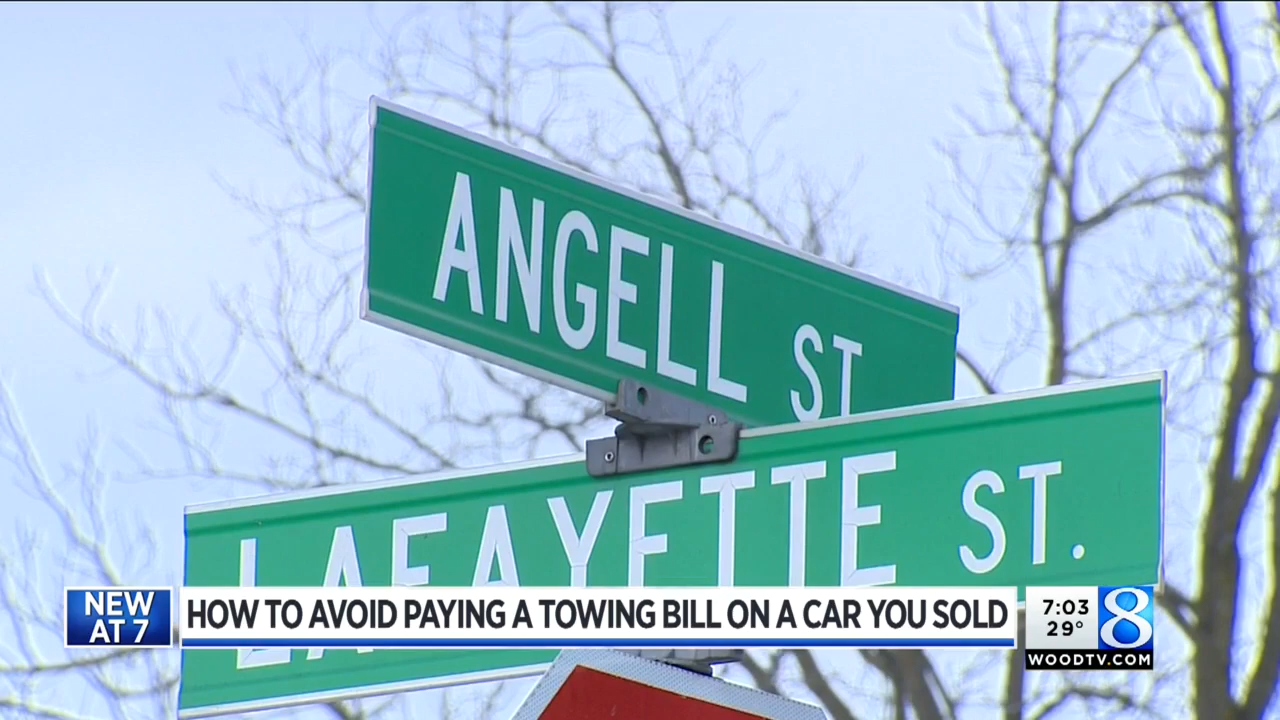 ANGELL ST
LAFAYETTE ST.
NEW
AT 7
HOW TO AVOID PAYING A TOWING BILL ON A CAR YOU SOLD
7:03
29°
8
WOODTV.COM